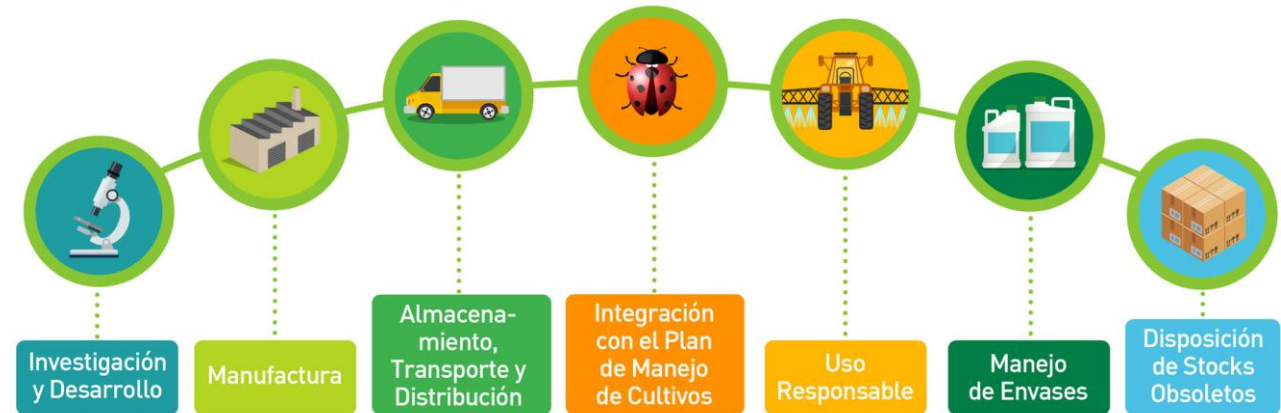 Investigación
y Desarrollo
Manufactura
Almacena-
miento,
Transporte y
Distribución
Integración
con el Plan
de Manejo
de Cultivos
Uso
Responsable
Manejo
de Envases
Disposición
de Stocks
Obsoletos